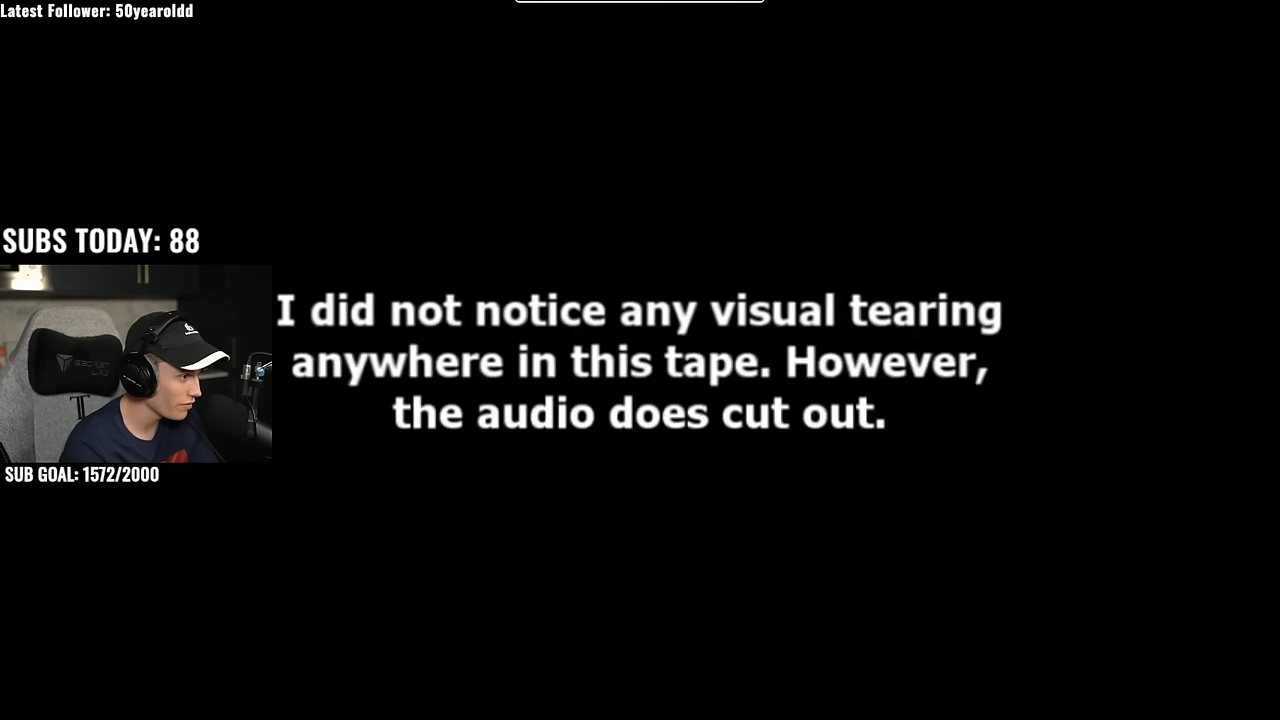 Latest Follower: 50yearoldd
SUBS TODAY: 88
I did not notice any visual tearing
anywhere in this tape. However,
the audio does cut out.
SUB GOAL: 1572/2000